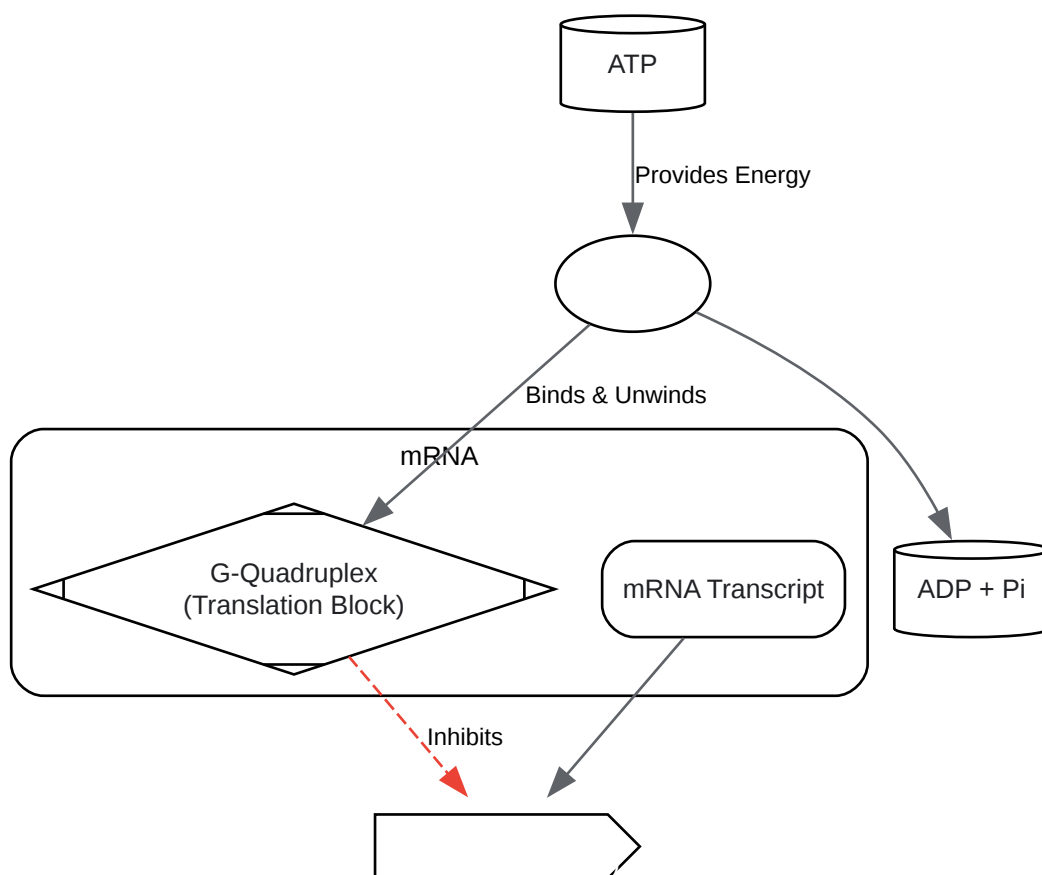 ATP
Provides Energy
Binds & Unwinds
mRNA
G-Quadruplex
(Translation Block)
mRNA Transcript
ADP + Pi
Inhibits